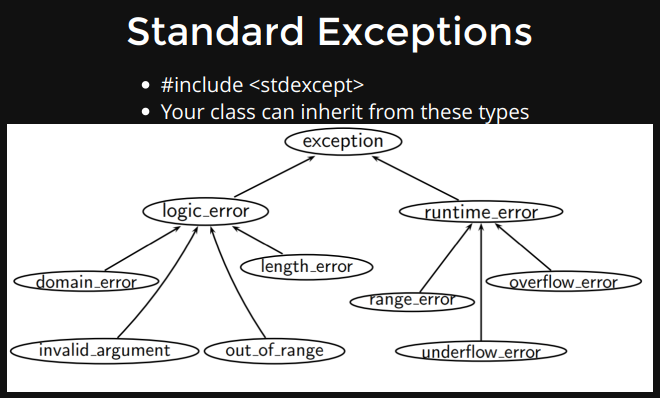 Standard Exceptions
#include <stdexcept>
Your class can inherit from these types
exception
logic_error
runtime_error
domain_error
length_error
range_error
overflow_error
invalid_argument
out_of_range
underflow_error